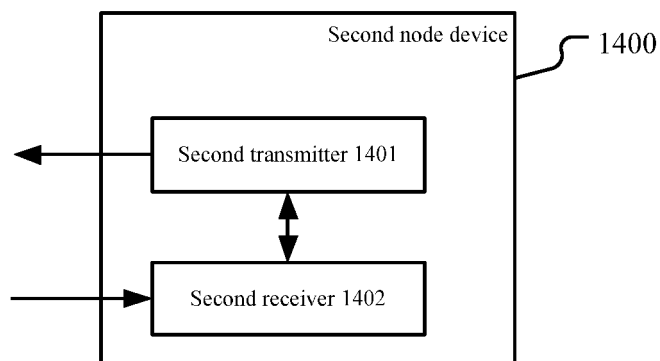 Second node device
1400
Second transmitter 1401
Second receiver 1402